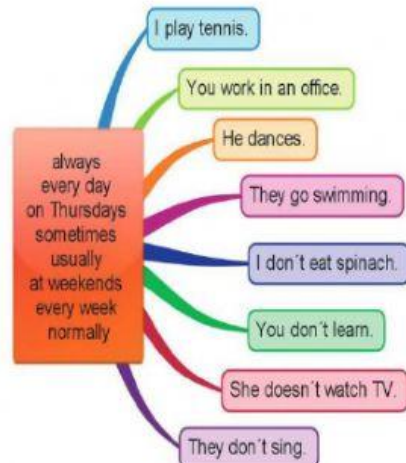 I play tennis.
You work in an office.
He dances.
They go swimming.
I don´t eat spinach.
You don´t learn.
She doesn´t watch TV.
They don´t sing.
always
every day
on Thursdays
sometimes
usually
at weekends
every week
normally